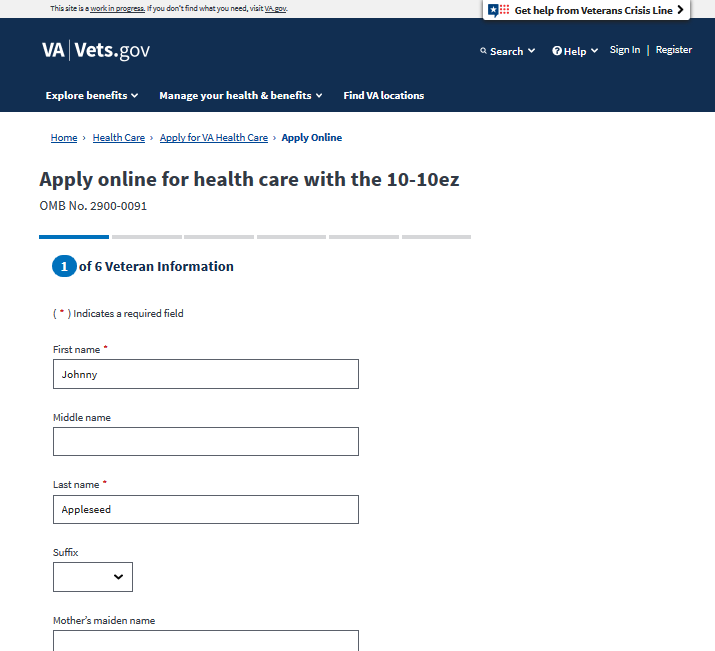 This site is a work in progress. If you don't find what you need, visit VA.gov.
Get help from Veterans Crisis Line
VA | Vets.gov
Search
Help
Sign In | Register
Explore benefits
Manage your health & benefits
Find VA locations
Home › Health Care › Apply for VA Health Care › Apply Online
Apply online for health care with the 10-10ez
OMB No. 2900-0091
1 of 6 Veteran Information
( * ) Indicates a required field
First name *
Johnny
Middle name
Last name *
Appleseed
Suffix
Mother's maiden name